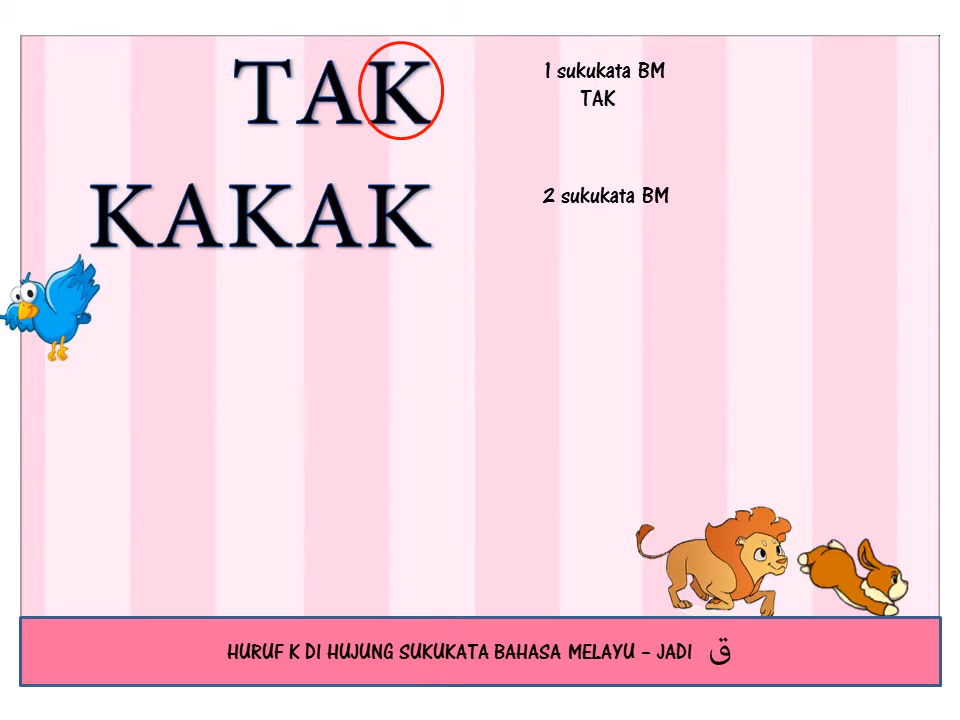 TAK
1 sukukata BM
TAK
KAKAK
2 sukukata BM
HURUF K DI HUJUNG SUKUKATA BAHASA MELAYU – JADI ق